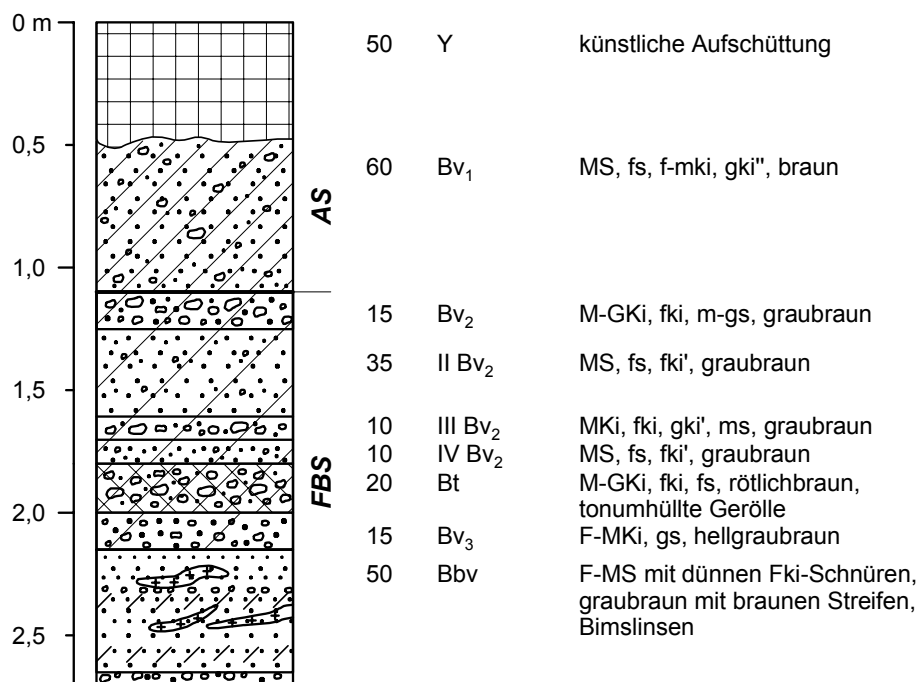 0 m
50 Y künstliche Aufschüttung
0,5
60 Bv1 MS, fs, f-mki, gki", braun
AS
1,0
15 Bv2 M-GKi, fki, m-gs, graubraun
35 II Bv2 MS, fs, fki', graubraun
1,5
10 III Bv2 MKi, fki, gki', ms, graubraun
10 IV Bv2 MS, fs, fki', graubraun
FBS
20 Bt M-GKi, fki, fs, rötlichbraun,
tonumhüllte Gerölle
2,0
15 Bv3 F-MKi, gs, hellgraubraun
50 Bbv F-MS mit dünnen Fki-Schnüren,
graubraun mit braunen Streifen,
Bimslinsen
2,5